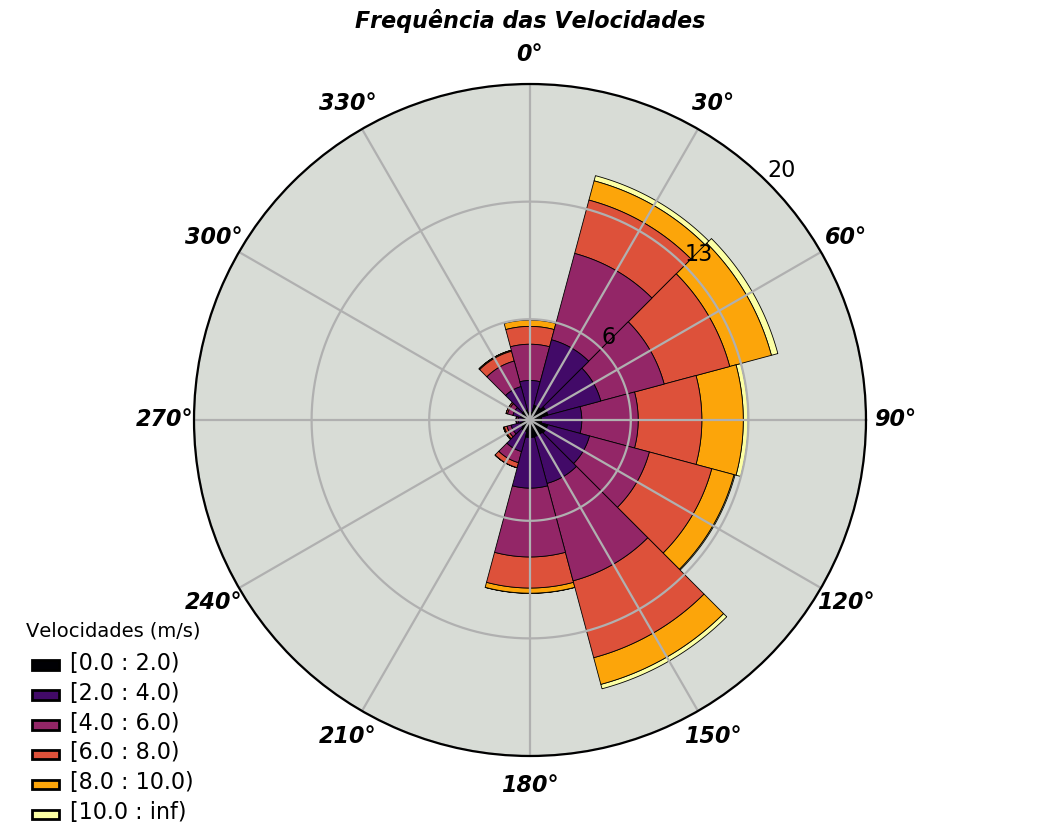 Frequência das Velocidades
0°
330°
30°
20
300°
60°
13
6
270°
90°
240°
120°
210°
150°
180°
Velocidades (m/s)
[0.0 : 2.0)
[2.0 : 4.0)
[4.0 : 6.0)
[6.0 : 8.0)
[8.0 : 10.0)
[10.0 : inf)